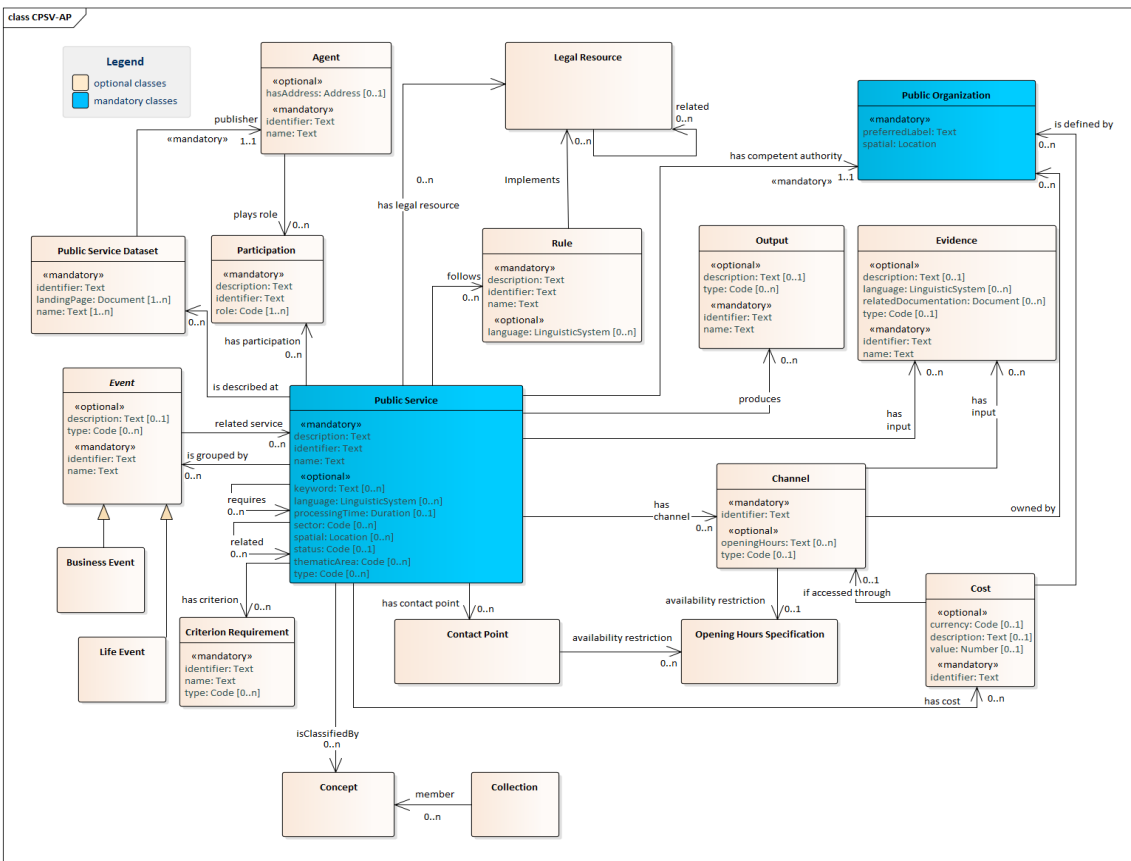 class CPSV-AP
Legend
optional classes
mandatory classes
Agent
«optional»
hasAddress: Address [0..1]
«mandatory»
identifier: Text
name: Text
Legal Resource
related
0..n
Public Organization
«mandatory»
preferredLabel: Text
spatial: Location
publisher
«mandatory»
1..1
0..n
is defined by
0..n
has competent authority
«mandatory»
1..1
0..n
0..n
has legal resource
Implements
plays role
0..n
Public Service Dataset
«mandatory»
identifier: Text
landingPage: Document [1..n]
name: Text [1..n]
0..n
Participation
«mandatory»
description: Text
identifier: Text
role: Code [1..n]
has participation
0..n
follows
0..n
Rule
«mandatory»
description: Text
identifier: Text
name: Text
«optional»
language: LinguisticSystem [0..n]
Output
«optional»
description: Text [0..1]
type: Code [0..n]
«mandatory»
identifier: Text
name: Text
0..n
Evidence
«optional»
description: Text [0..1]
language: LinguisticSystem [0..n]
relatedDocumentation: Document [0..n]
type: Code [0..1]
«mandatory»
identifier: Text
name: Text
0..n
0..n
is described at
produces
has
input
has
input
Event
«optional»
description: Text [0..1]
type: Code [0..n]
«mandatory»
identifier: Text
name: Text
related service
0..n
is grouped by
0..n
Public Service
«mandatory»
description: Text
identifier: Text
name: Text
«optional»
keyword: Text [0..n]
language: LinguisticSystem [0..n]
processingTime: Duration [0..1]
sector: Code [0..n]
spatial: Location [0..n]
status: Code [0..1]
thematicArea: Code [0..n]
type: Code [0..n]
requires
0..n
related
0..n
has
channel
0..n
Channel
«mandatory»
identifier: Text
«optional»
openingHours: Text [0..n]
type: Code [0..1]
owned by
Business Event
Life Event
has criterion
0..n
Criterion Requirement
«mandatory»
identifier: Text
name: Text
type: Code [0..n]
has contact point
0..n
Contact Point
availability restriction
0..n
availability restriction
0..1
Opening Hours Specification
0..1
if accessed through
Cost
«optional»
currency: Code [0..1]
description: Text [0..1]
value: Number [0..1]
«mandatory»
identifier: Text
has cost
0..n
isClassifiedBy
0..n
Concept
member
0..n
Collection